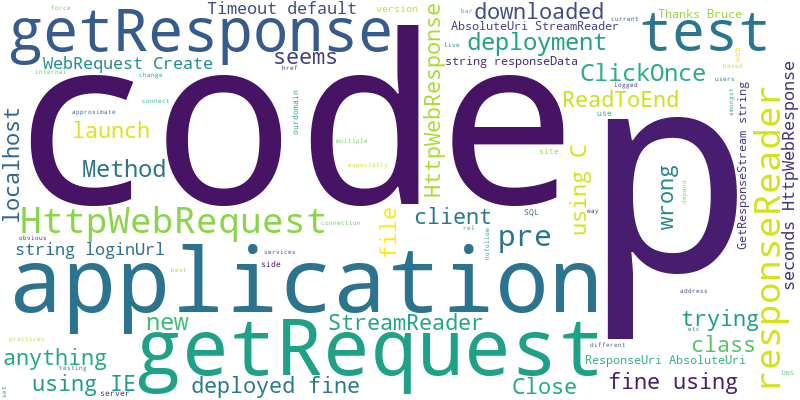 force
version
bar
current
Thanks Bruce
Timeout default
downloaded
AbsoluteUri StreamReader
getResponse
test
WebRequest Create
seems
deployment
live
web
internal
change
href
string responseData
based
ClickOnce
users
connect
logged
code
p
HttpWebResponse
ReadToEnd
amongst
approximate
ourdomain
use
launch
localhost
multiple
site
Method
especially
using C
wrong
depend
GetResponseStream string
seconds HttpWebResponse
responseReader
HttpWebRequest
file
client
SQL
way
obvious
connection
rel
pre
string loginUrl
services
side
nofollow
application
best
address
new
StreamReader
trying
etc
practices
getRequest
different
class
anything
ResponseUri AbsoluteUri
testing
DNS
using IE
deployed fine
Close
fine using
set
server